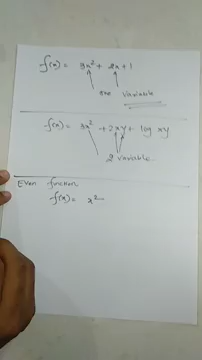 f(x) = 3x² + 2x + 1
one variable
f(x) = 3x² + 2xy + log xy
2 variable
Even function
f(x) = x²